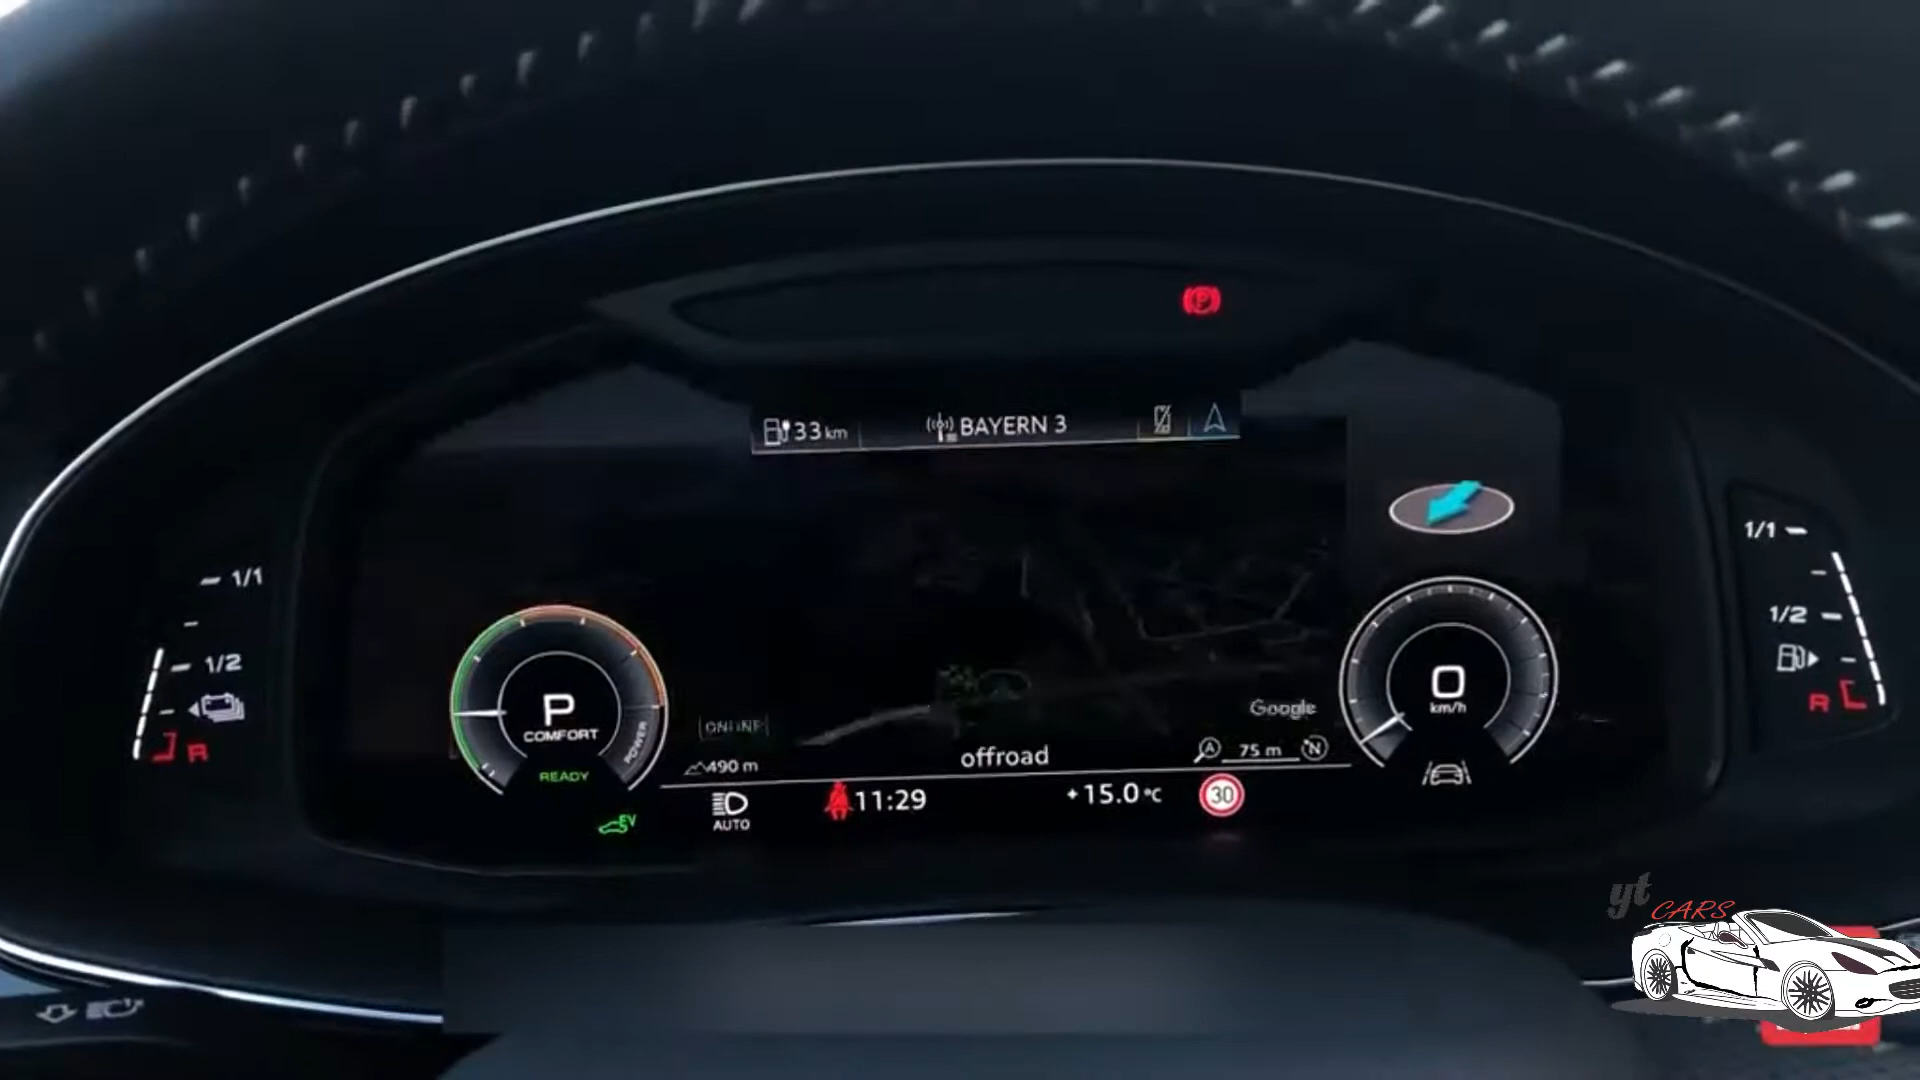 33 km
BAYERN 3
1/1
1/2
R
P
COMFORT
READY
POWER
EV
ONLINE
490 m
offroad
Google
A
75 m
N
AUTO
11:29
+15.0 °C
30
0
km/h
1/1
1/2
R
yt
CARS